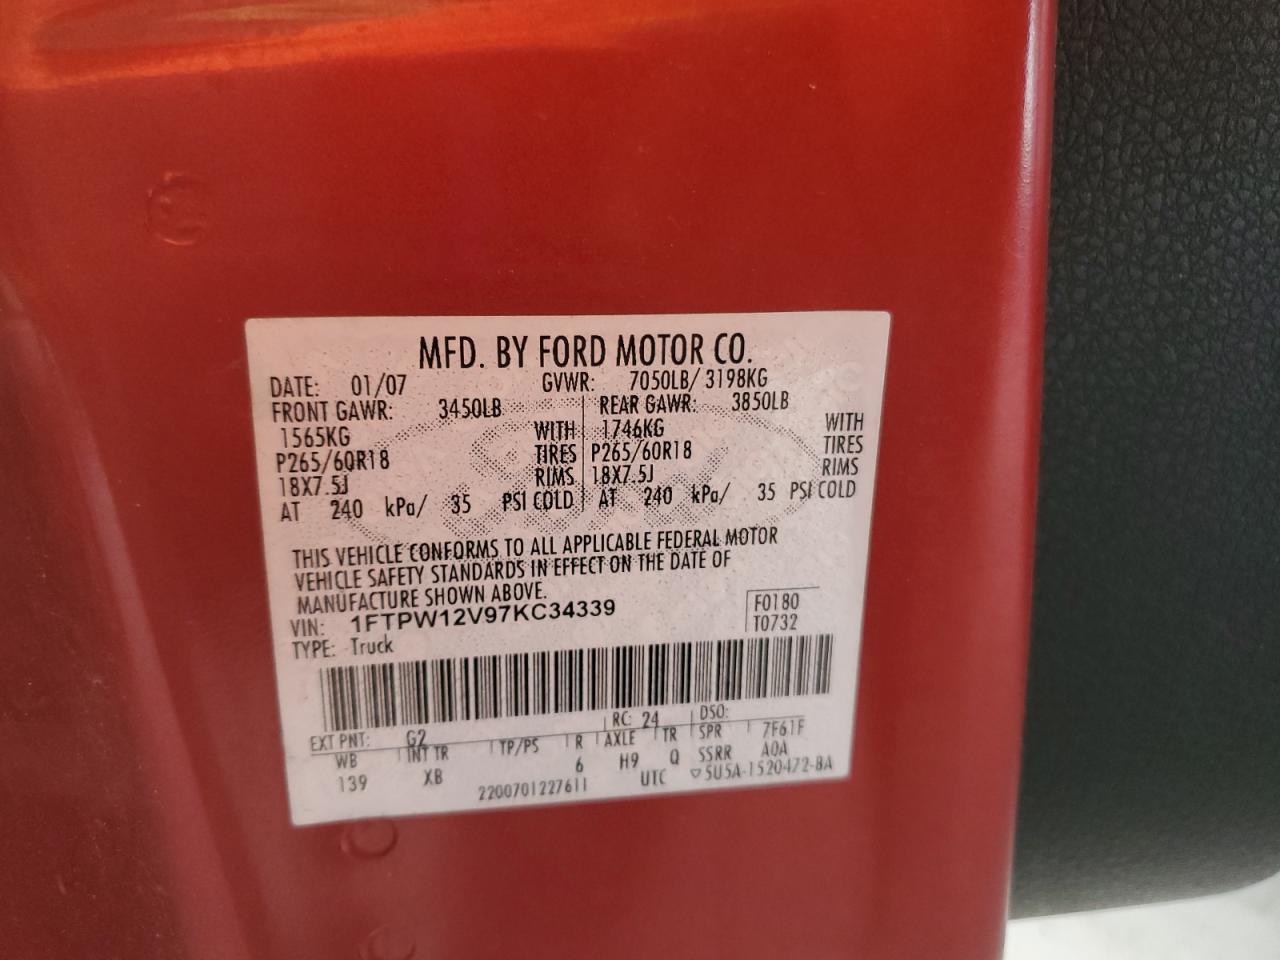 MFD. BY FORD MOTOR CO.
DATE: 01/07 GVWR: 7050LB/ 3198KG
FRONT GAWR: 3450LB REAR GAWR: 3850LB
1565KG WITH 1746KG WITH
P265/60R18 TIRES P265/60R18 TIRES
18X7.5J RIMS 18X7.5J RIMS
AT 240 kPa/ 35 PSI COLD AT 240 kPa/ 35 PSI COLD
THIS VEHICLE CONFORMS TO ALL APPLICABLE FEDERAL MOTOR
VEHICLE SAFETY STANDARDS IN EFFECT ON THE DATE OF
MANUFACTURE SHOWN ABOVE.
VIN: 1FTPW12V97KC34339 F0180
TYPE: Truck T0732
EXT PNT: G2 RC: 24 DSO:
WB INT TR TP/PS R AXLE TR SPR 7F61F
139 XB 6 H9 Q SSRR A0A
2200701227611 UTC ▽5U5A-1520472-BA